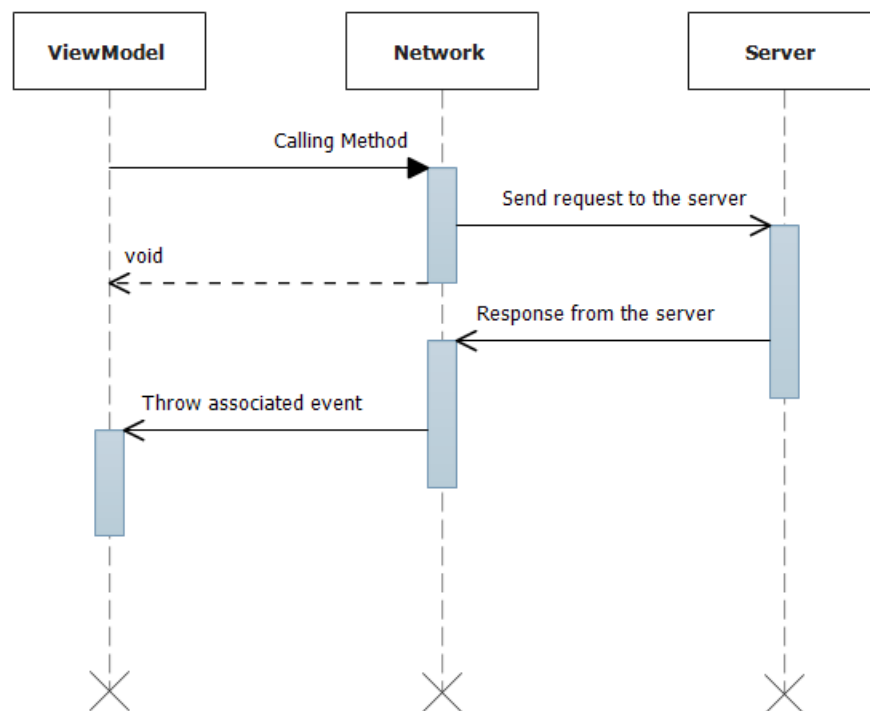 ViewModel
Network
Server
Calling Method
Send request to the server
void
Response from the server
Throw associated event